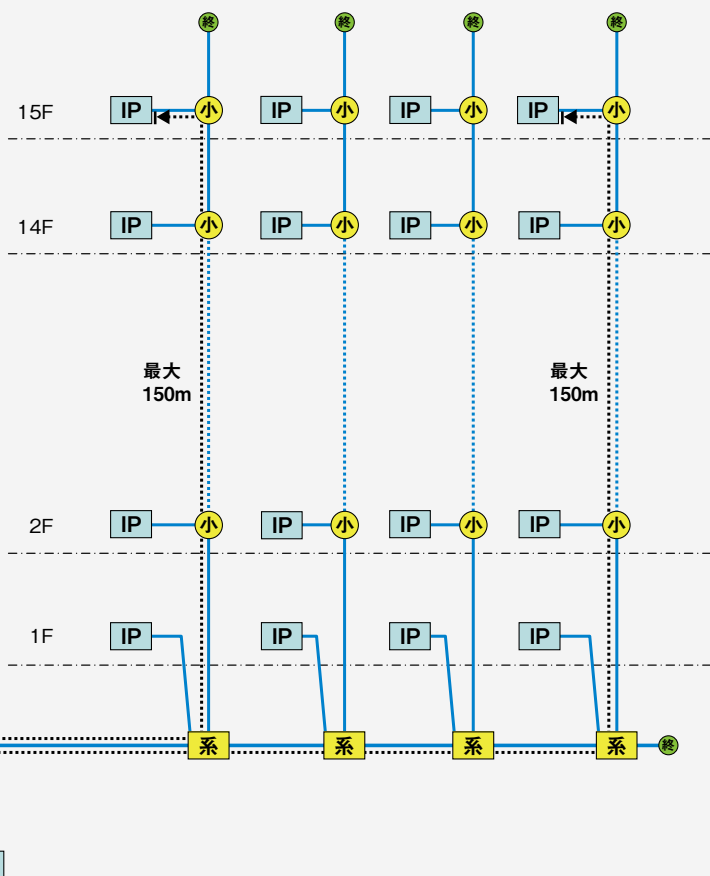 終 終 終 終
15F IP 小 IP 小 IP 小 IP 小
14F IP 小 IP 小 IP 小 IP 小
最大 最大
150m 150m
2F IP 小 IP 小 IP 小 IP 小
1F IP IP IP IP
系 系 系 系 終